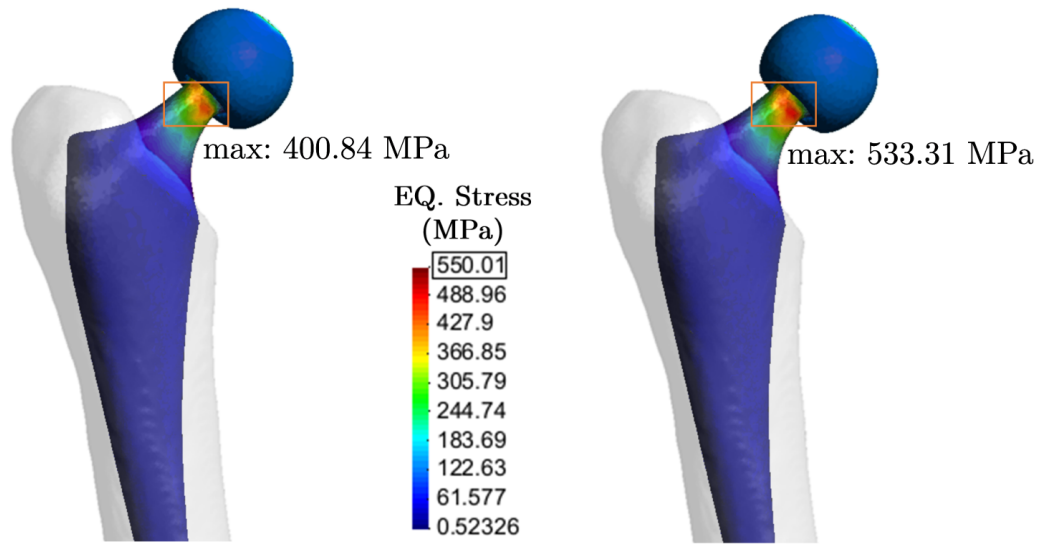 max: 400.84 MPa
max: 533.31 MPa
EQ. Stress
(MPa)
550.01
488.96
427.9
366.85
305.79
244.74
183.69
122.63
61.577
0.52326